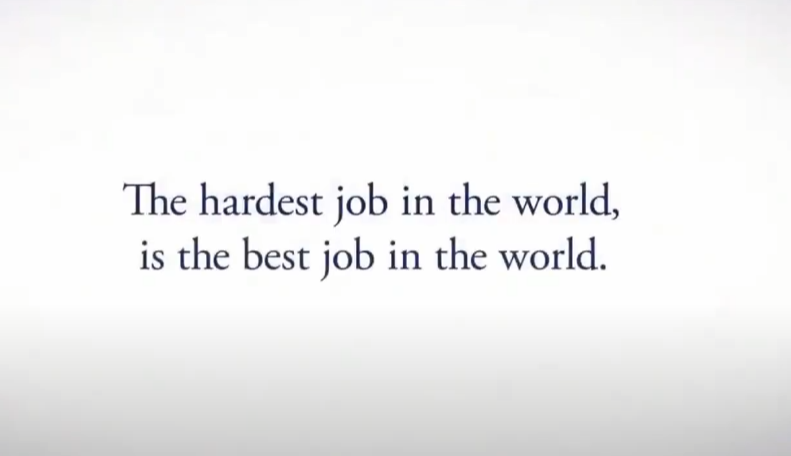 The hardest job in the world,
is the best job in the world.